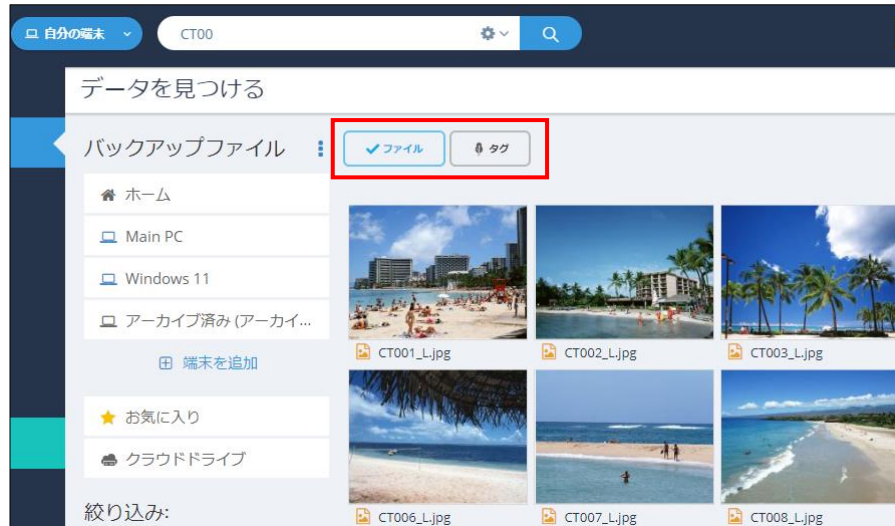 自分の端末
CT00
データを見つける
バックアップファイル
ファイル
タグ
ホーム
Main PC
Windows 11
アーカイブ済み (アーカイ...
端末を追加
お気に入り
クラウドドライブ
絞り込み:
CT001_L.jpg
CT002_L.jpg
CT003_L.jpg
CT006_L.jpg
CT007_L.jpg
CT008_L.jpg